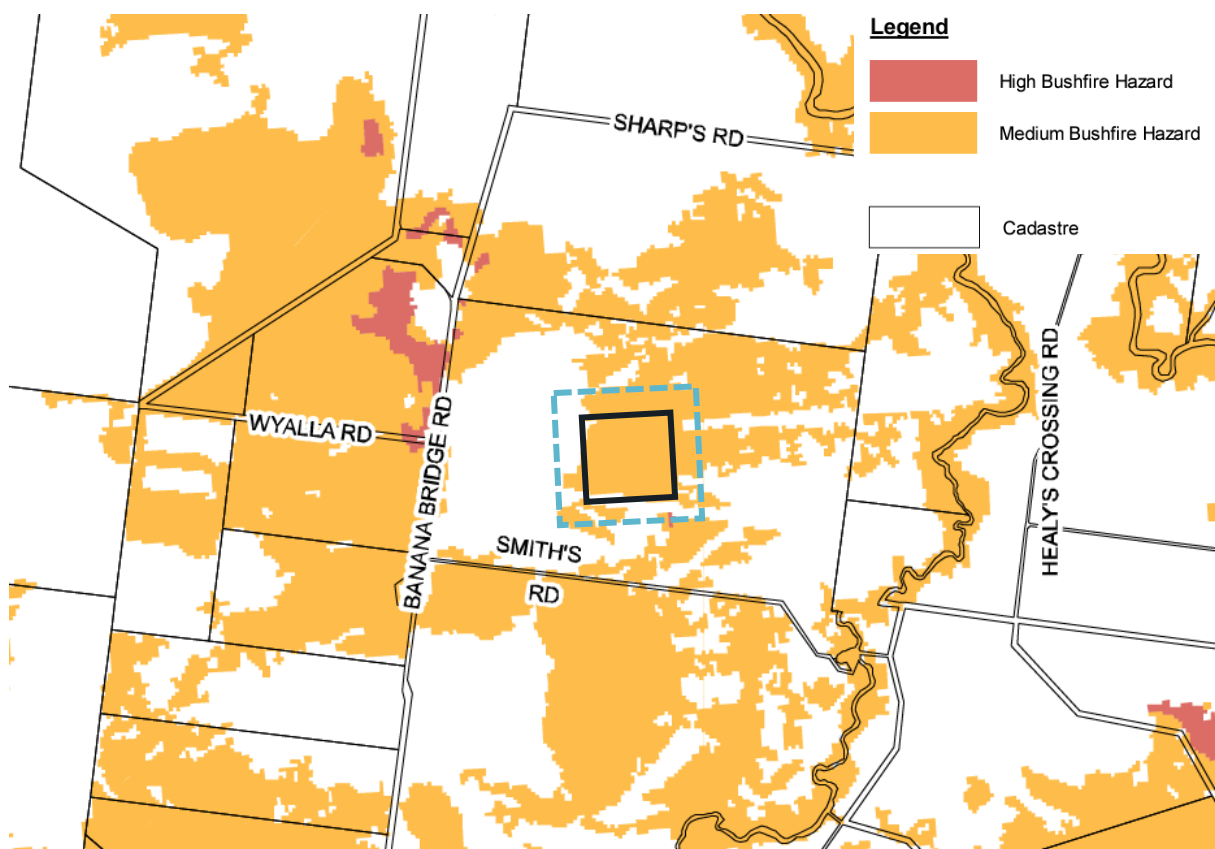 Legend
High Bushfire Hazard
SHARP'S RD
Medium Bushfire Hazard
Cadastre
HEALY'S CROSSING RD
WYALLA RD
BANANA BRIDGE RD
SMITH'S
RD